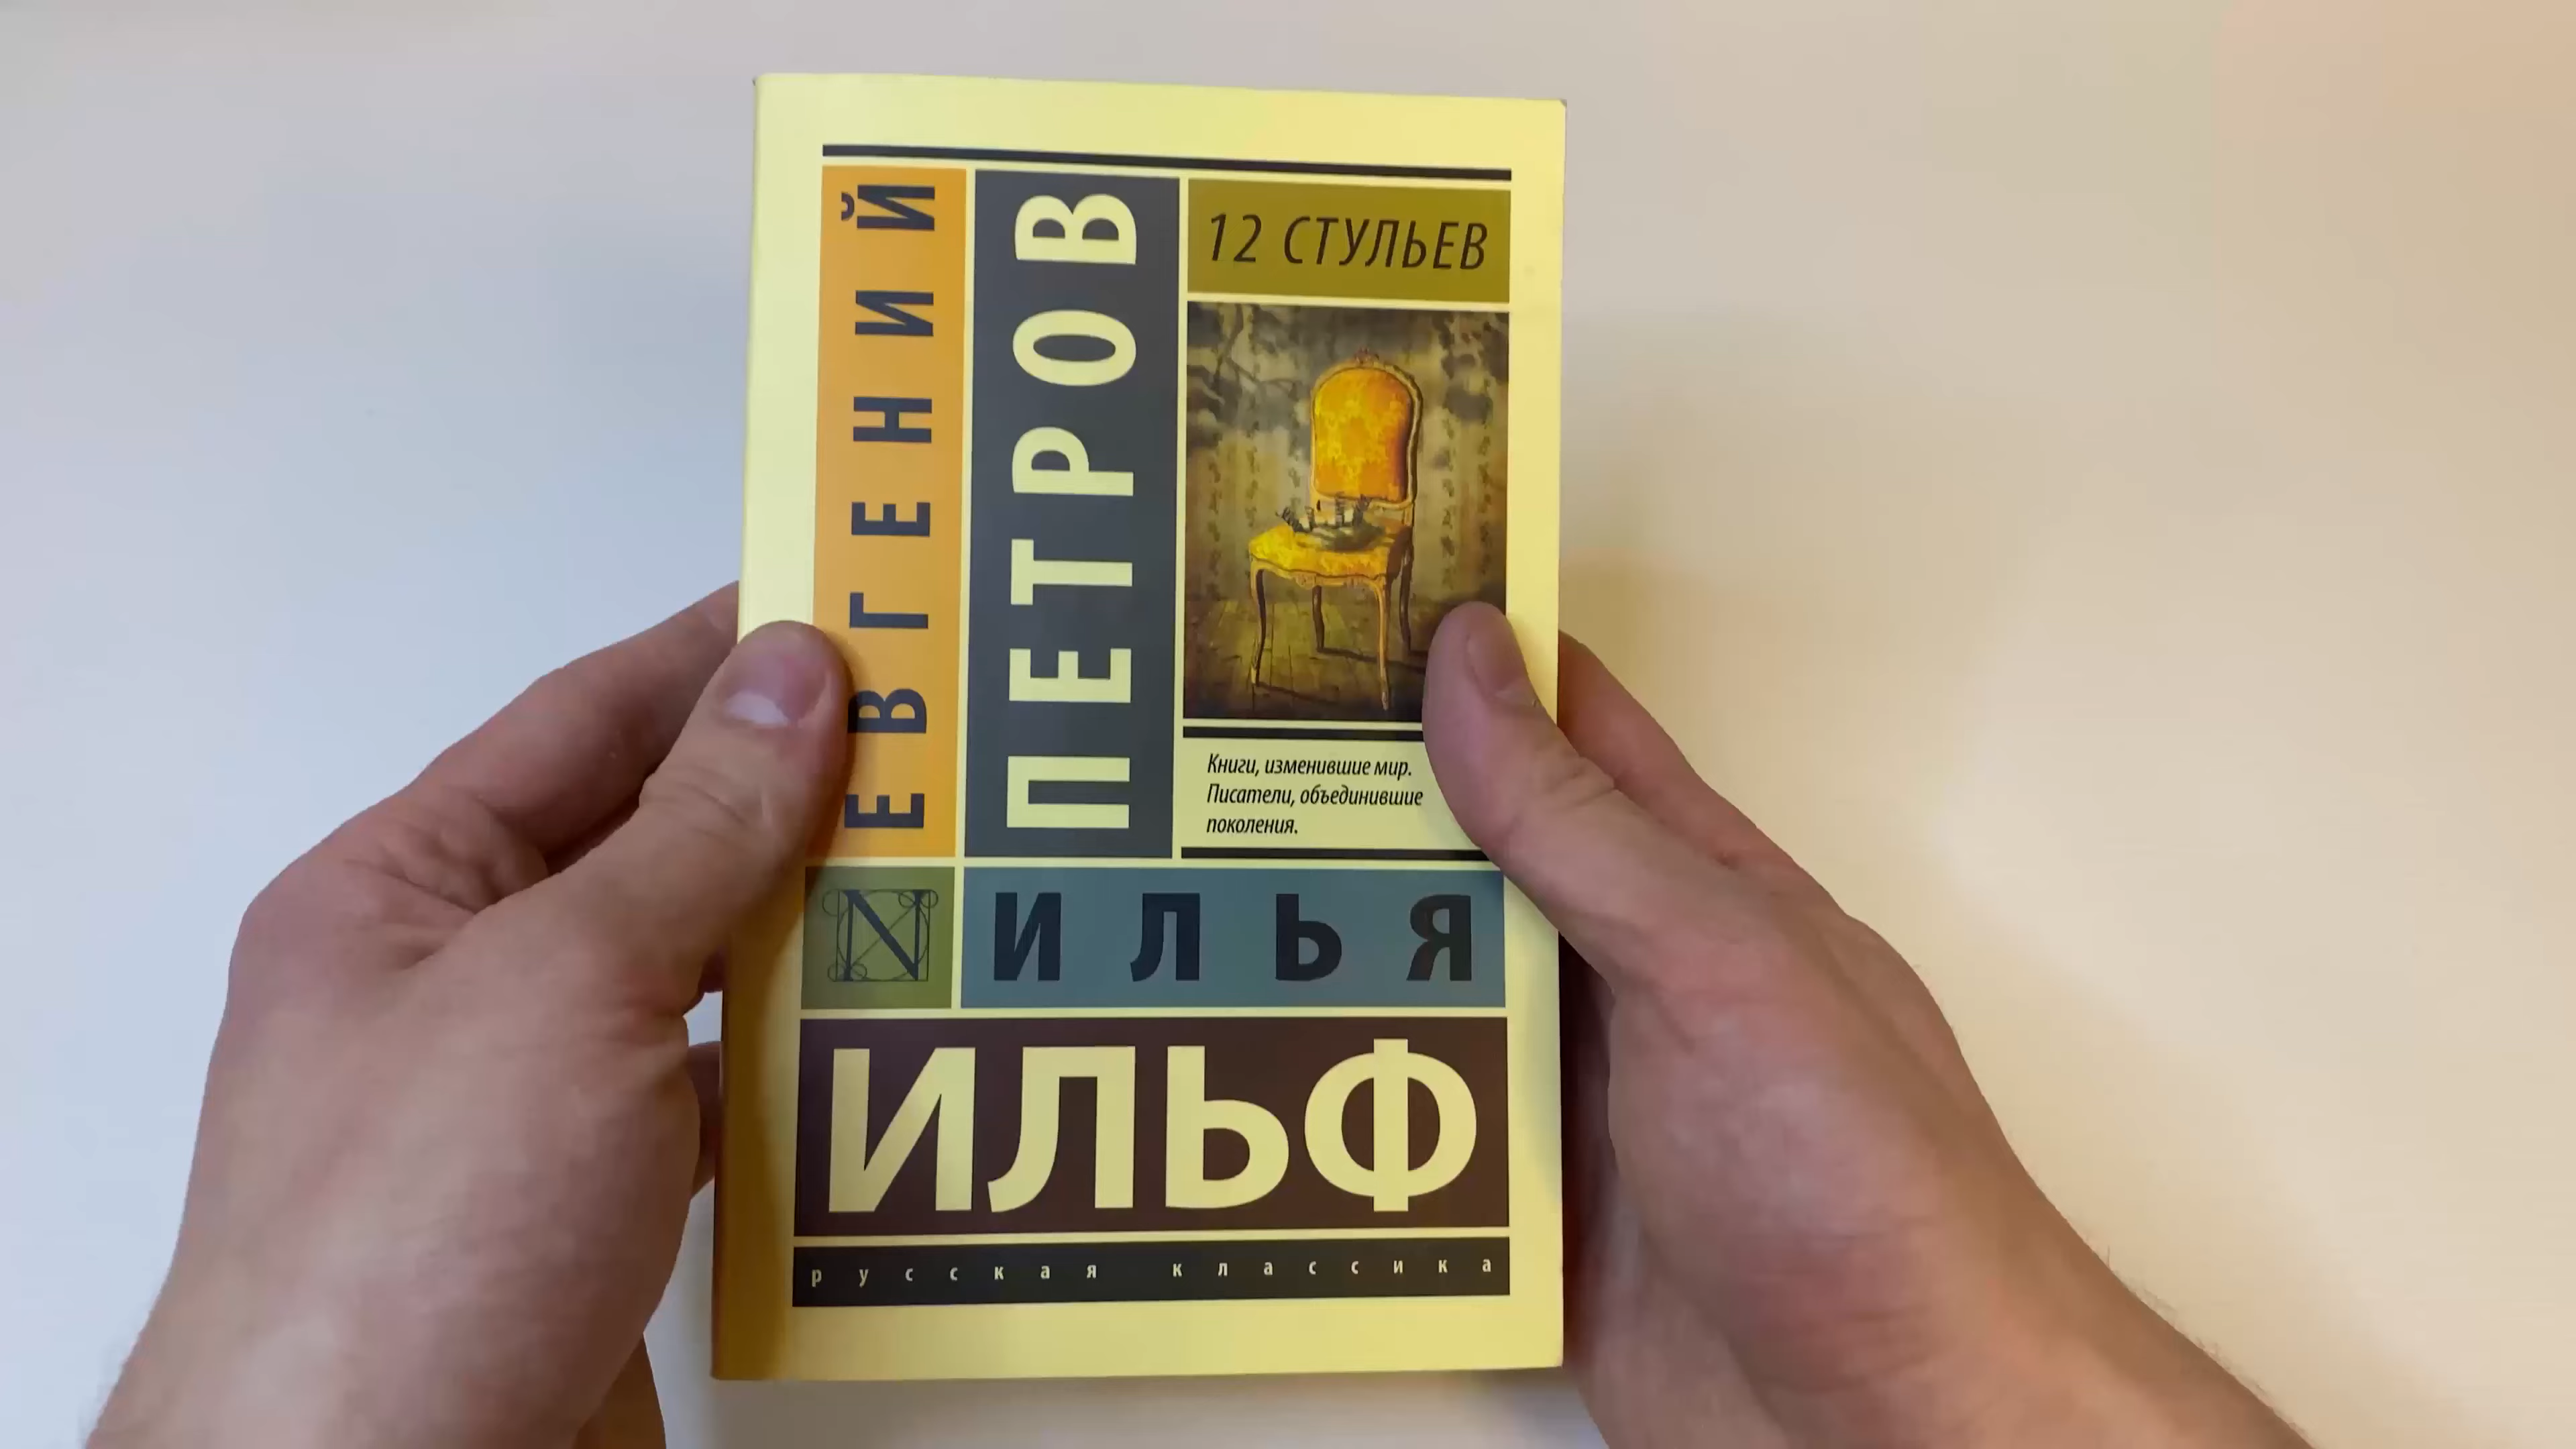 ЕВГЕНИЙ
ПЕТРОВ
12 СТУЛЬЕВ
Книги, изменившие мир.
Писатели, объединившие
поколения.
N
ИЛЬЯ
ИЛЬФ
русская классика